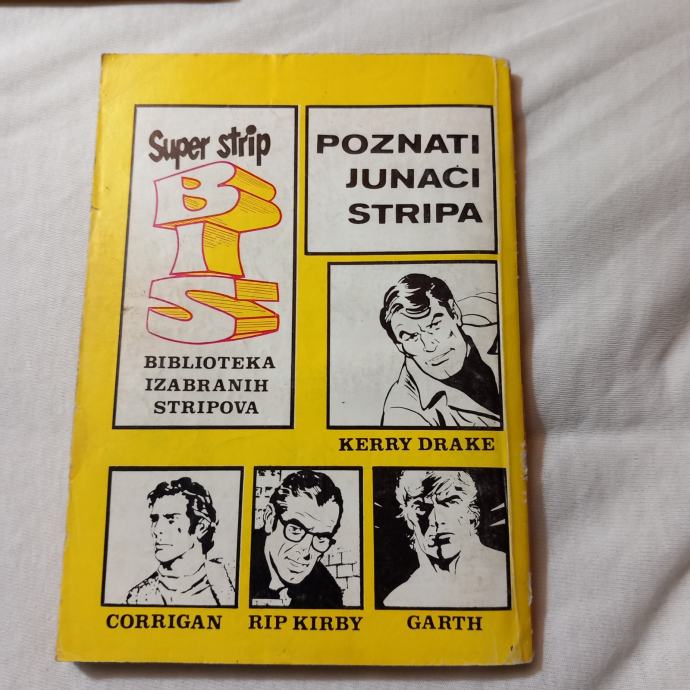 Super strip
BIS
BIBLIOTEKA
IZABRANIH
STRIPOVA
POZNATI
JUNACI
STRIPA
KERRY DRAKE
CORRIGAN
RIP KIRBY
GARTH